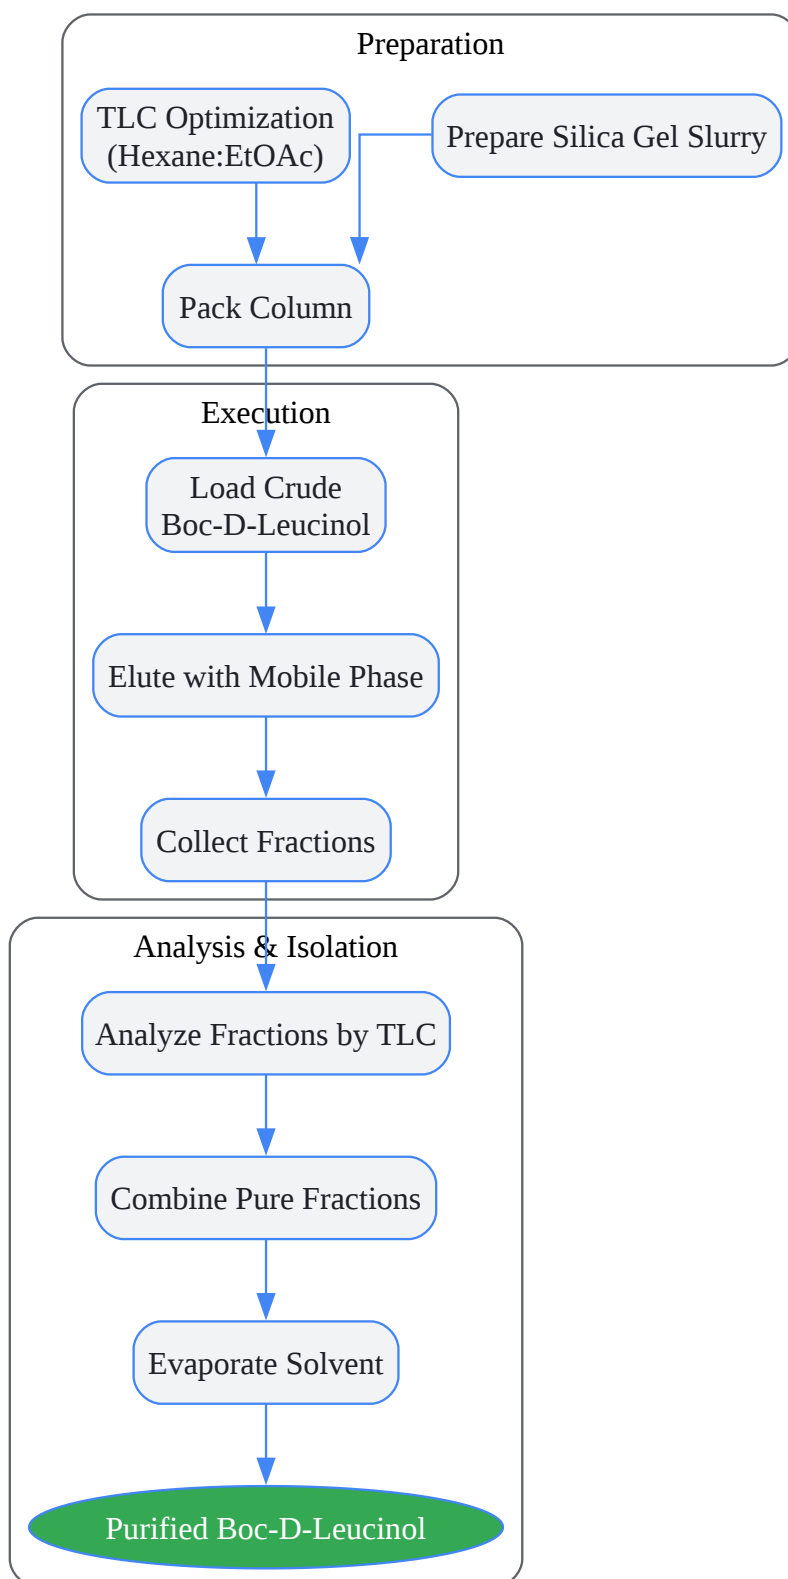 Preparation
TLC Optimization
(Hexane:EtOAc)
Prepare Silica Gel Slurry
Pack Column
Execution
Load Crude
Boc-D-Leucinol
Elute with Mobile Phase
Collect Fractions
Analysis & Isolation
Analyze Fractions by TLC
Combine Pure Fractions
Evaporate Solvent
Purified Boc-D-Leucinol